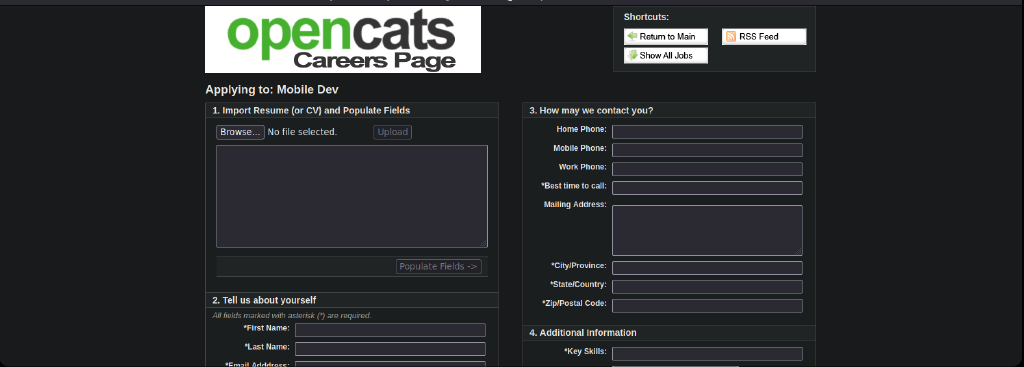 opencats
Careers Page
Shortcuts:
Return to Main
RSS Feed
Show All Jobs
Applying to: Mobile Dev
1. Import Resume (or CV) and Populate Fields
Browse... No file selected. Upload
Populate Fields ->
2. Tell us about yourself
All fields marked with asterisk (*) are required.
*First Name:
*Last Name:
*Email Adddress:
3. How may we contact you?
Home Phone:
Mobile Phone:
Work Phone:
*Best time to call:
Mailing Address:
*City/Province:
*State/Country:
*Zip/Postal Code:
4. Additional Information
*Key Skills: